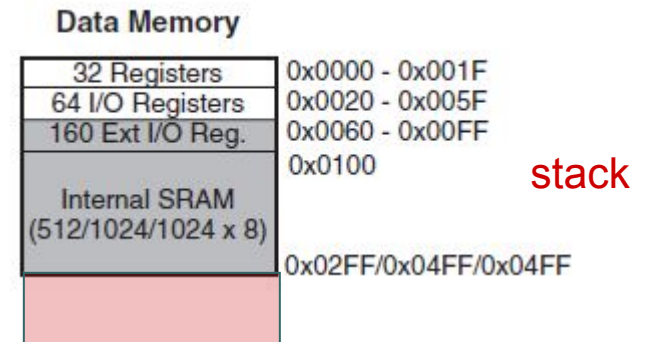 Data Memory
32 Registers 0x0000 - 0x001F
64 I/O Registers 0x0020 - 0x005F
160 Ext I/O Reg. 0x0060 - 0x00FF
0x0100
stack
Internal SRAM
(512/1024/1024 x 8)
0x02FF/0x04FF/0x04FF